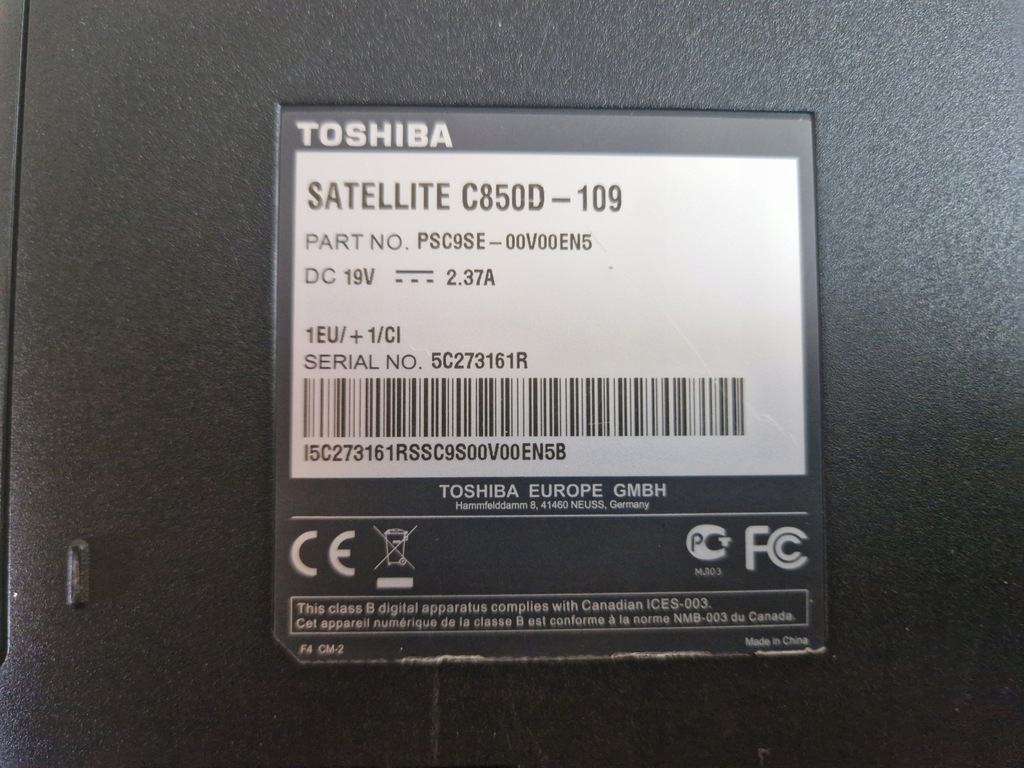 TOSHIBA
SATELLITE C850D-109
PART NO. PSC9SE-00V00EN5
DC 19V ⎓ 2.37A
1EU/+1/CI
SERIAL NO. 5C273161R
I5C273161RSSC9S00V00EN5B
TOSHIBA EUROPE GMBH
Hammfelddamm 8, 41460 NEUSS, Germany
CE
PCT FC
МЛ03
This class B digital apparatus complies with Canadian ICES-003.
Cet appareil numérique de la classe B est conforme à la norme NMB-003 du Canada.
F4 CM-2 Made in China